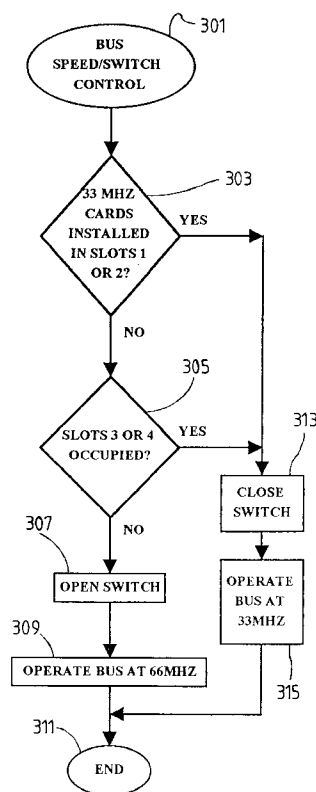 301
BUS
SPEED/SWITCH
CONTROL
303
33 MHZ
CARDS
INSTALLED
IN SLOTS 1
OR 2?
YES
NO
305
SLOTS 3 OR 4
OCCUPIED?
YES
313
NO
CLOSE
SWITCH
307
OPEN SWITCH
OPERATE
BUS AT
33MHZ
309
OPERATE BUS AT 66MHZ
315
311
END